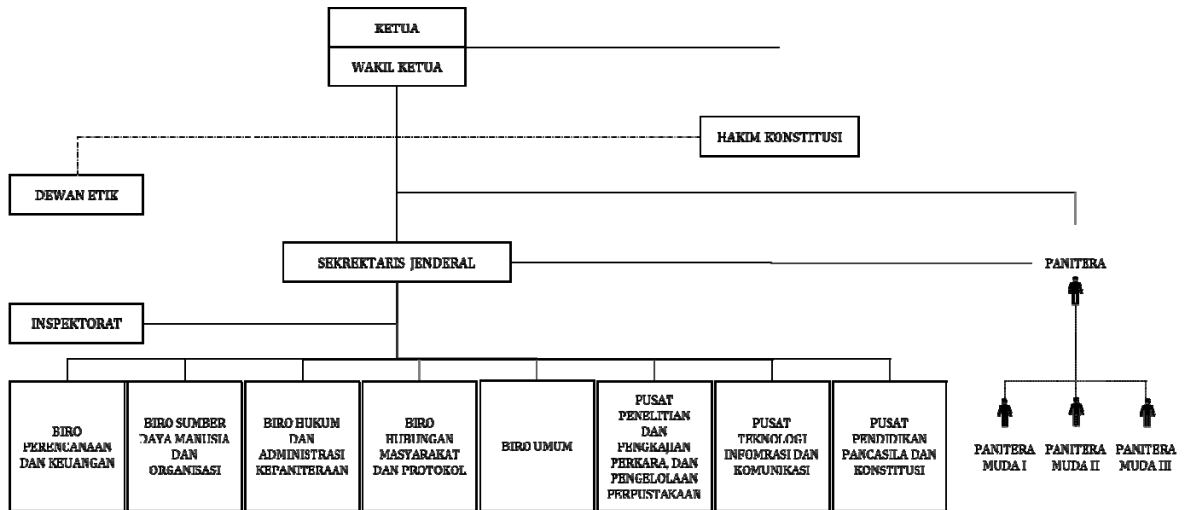 KETUA
WAKIL KETUA
HAKIM KONSTITUSI
DEWAN ETIK
SEKRETARIS JENDERAL
PANITERA
INSPEKTORAT
BIRO
PERENCANAAN
DAN KEUANGAN
BIRO SUMBER
DAYA MANUSIA
DAN
ORGANISASI
BIRO HUKUM
DAN
ADMINISTRASI
KEPANITERAAN
BIRO
HUBUNGAN
MASYARAKAT
DAN PROTOKOL
BIRO UMUM
PUSAT
PENELITIAN
DAN
PENGKAJIAN
PERKARA, DAN
PENGELOLAAN
PERPUSTAKAAN
PUSAT
TEKNOLOGI
INFOMRASI DAN
KOMUNIKASI
PUSAT
PENDIDIKAN
PANCASILA DAN
KONSTITUSI
PANITERA
MUDA I
PANITERA
MUDA II
PANITERA
MUDA III